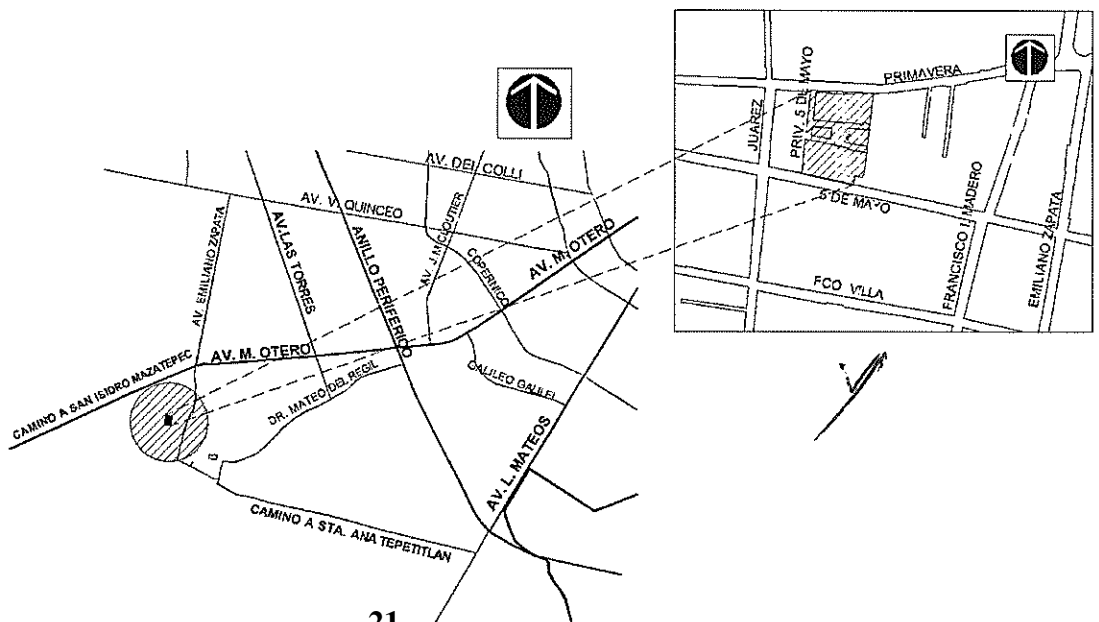 PRIMAVERA
PRIV. 5 DE MAYO
JUAREZ
5 DE MAYO
FRANCISCO I. MADERO
EMILIANO ZAPATA
FCO VILLA
AV. DEL COLLI
AV. V. QUINCEO
AV. EMILIANO ZAPATA
AV.LAS TORRES
ANILLO PERIFERICO
AV. J.M CLOUTIER
COPERNICO
AV. M. OTERO
AV. M. OTERO
CAMINO A SAN ISIDRO MAZATEPEC
DR. MATEO DEL REGIL
GALILEO GALILEI
AV. L. MATEOS
CAMINO A STA. ANA TEPETITLAN
21